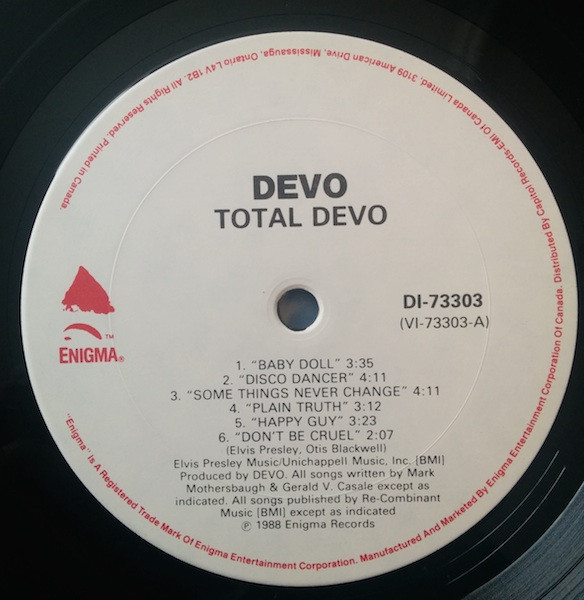 DEVO
TOTAL DEVO
DI-73303
(VI-73303-A)
™
ENIGMA®
1. "BABY DOLL" 3:35
2. "DISCO DANCER" 4:11
3. "SOME THINGS NEVER CHANGE" 4:11
4. "PLAIN TRUTH" 3:12
5. "HAPPY GUY" 3:23
6. "DON'T BE CRUEL" 2:07
(Elvis Presley, Otis Blackwell)
Elvis Presley Music/Unichappell Music, Inc. [BMI]
Produced by DEVO. All songs written by Mark
Mothersbaugh & Gerald V. Casale except as
indicated. All songs published by Re-Combinant
Music [BMI] except as indicated
℗ 1988 Enigma Records
"Enigma" is A Registered Trade Mark Of Enigma Entertainment Corporation. Manufactured And Marketed By Enigma Entertainment Corporation Of Canada. Distributed By Capitol Records-EMI Of Canada Limited, 3109 American Drive, Mississauga, Ontario L4V 1B2. All Rights Reserved. Printed in Canada.